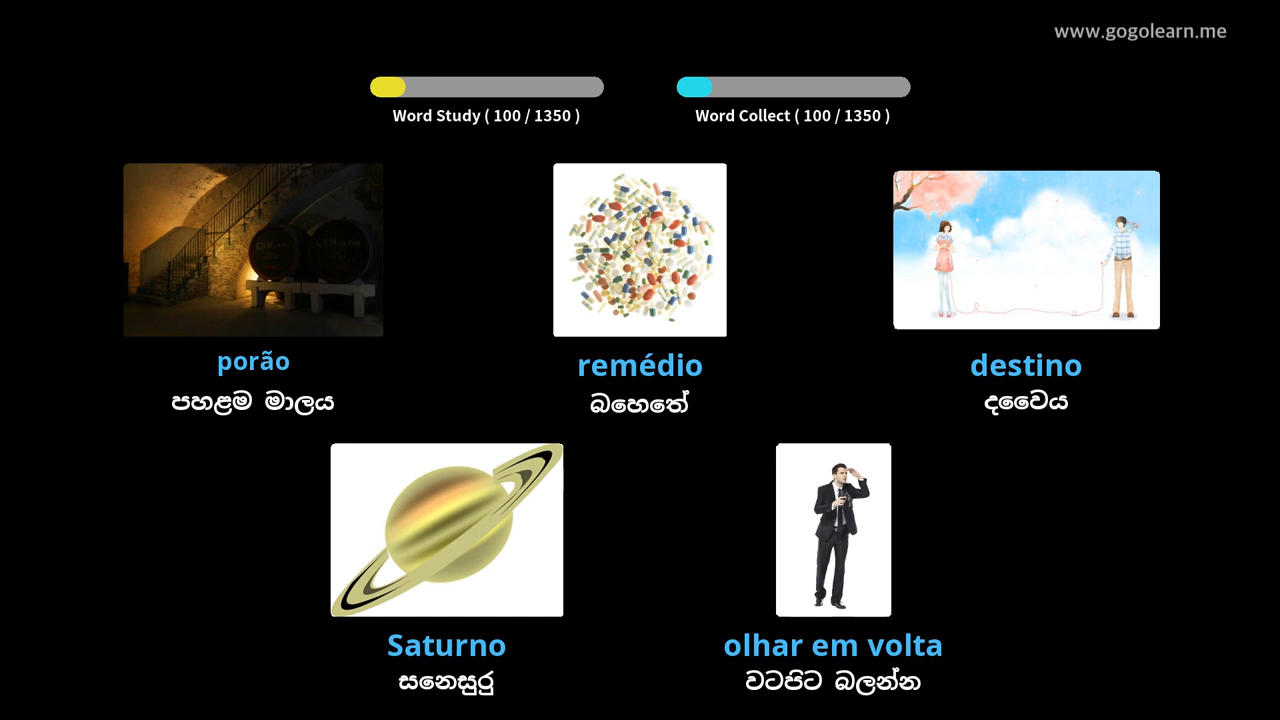 www.gogolearn.me
Word Study ( 100 / 1350 )
Word Collect ( 100 / 1350 )
porão
පහළම මාලය
remédio
බෙහෙත්
destino
දෛවය
Saturno
සෙනසුරු
olhar em volta
වටපිට බලන්න